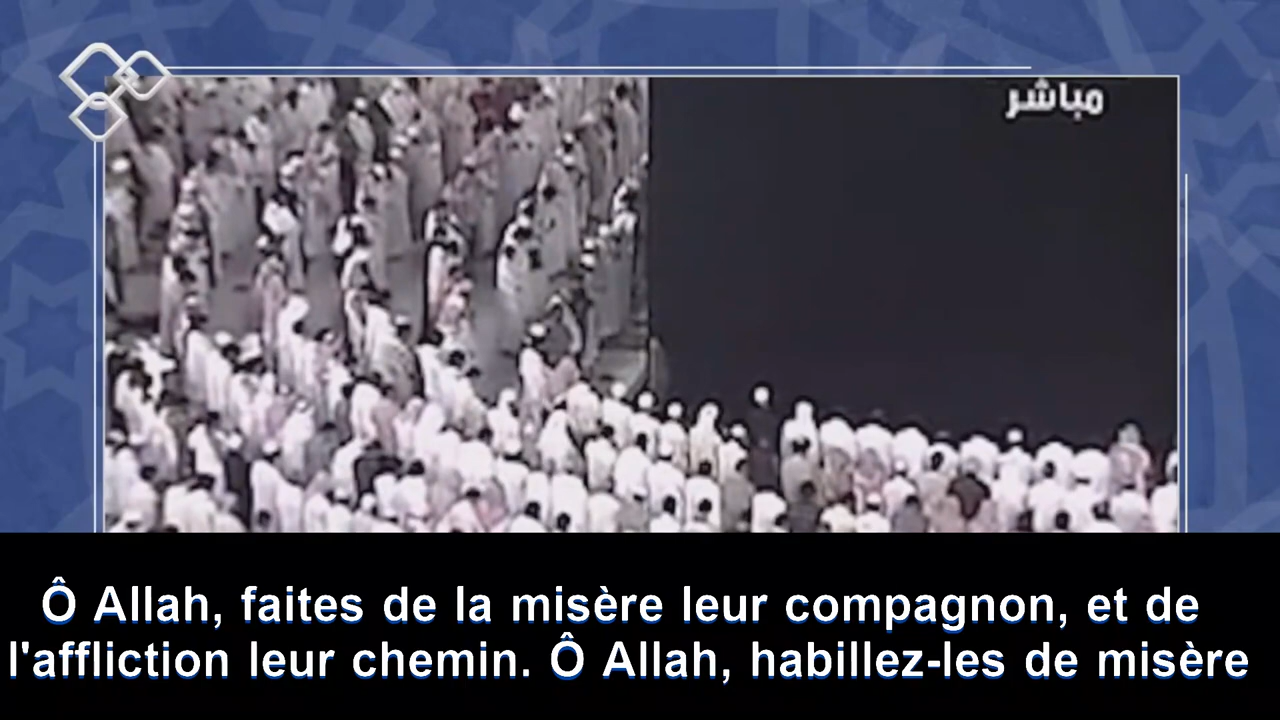 مباشر
Ô Allah, faites de la misère leur compagnon, et de
l'affliction leur chemin. Ô Allah, habillez-les de misère